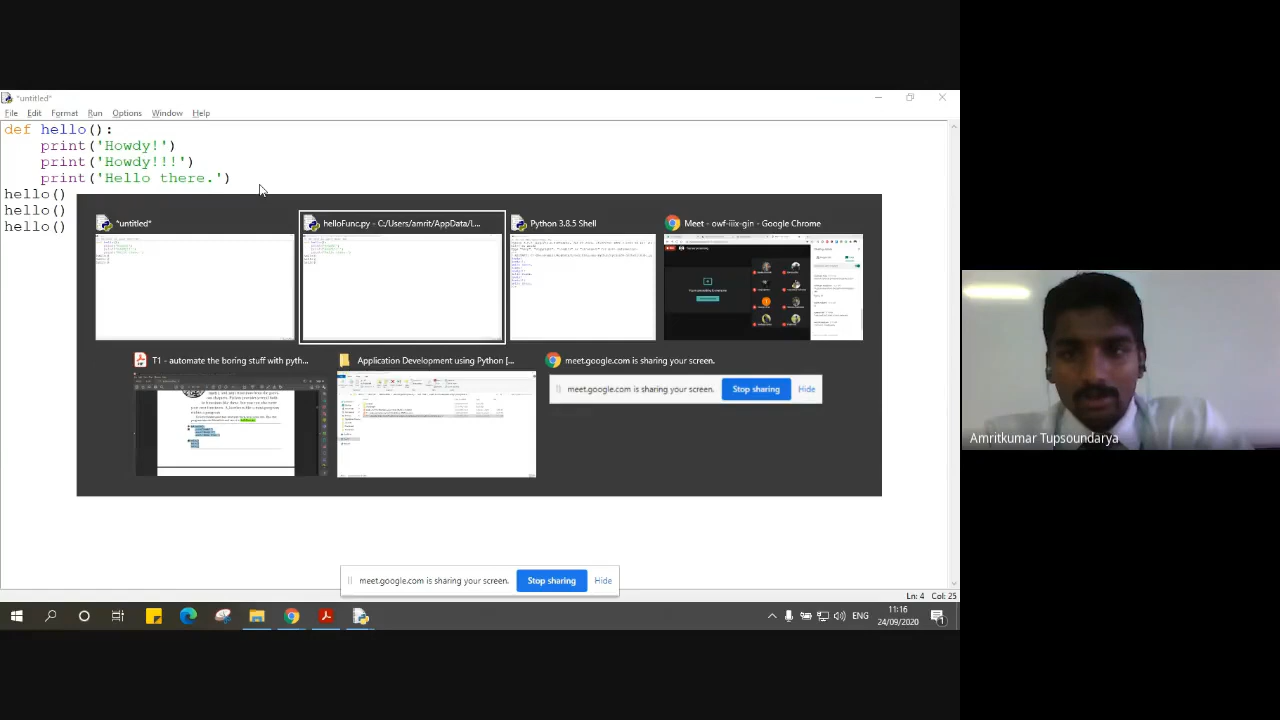 *untitled*
File Edit Format Run Options Window Help
def hello():
print('Howdy!')
print('Howdy!!!')
print('Hello there.')
hello()
hello()
hello()
*untitled*
helloFunc.py - C:/Users/amrit/AppData/L...
Python 3.8.5 Shell
Meet - owf-iiix-gin - Google Chrome
T1 - automate the boring stuff with pyth...
Application Development using Python [...
meet.google.com is sharing your screen.
meet.google.com is sharing your screen. Stop sharing Hide
Amritkumar Tupsoundarya
meet.google.com is sharing your screen. Stop sharing Hide
Ln: 4 Col: 25
ENG
11:16
24/09/2020
1